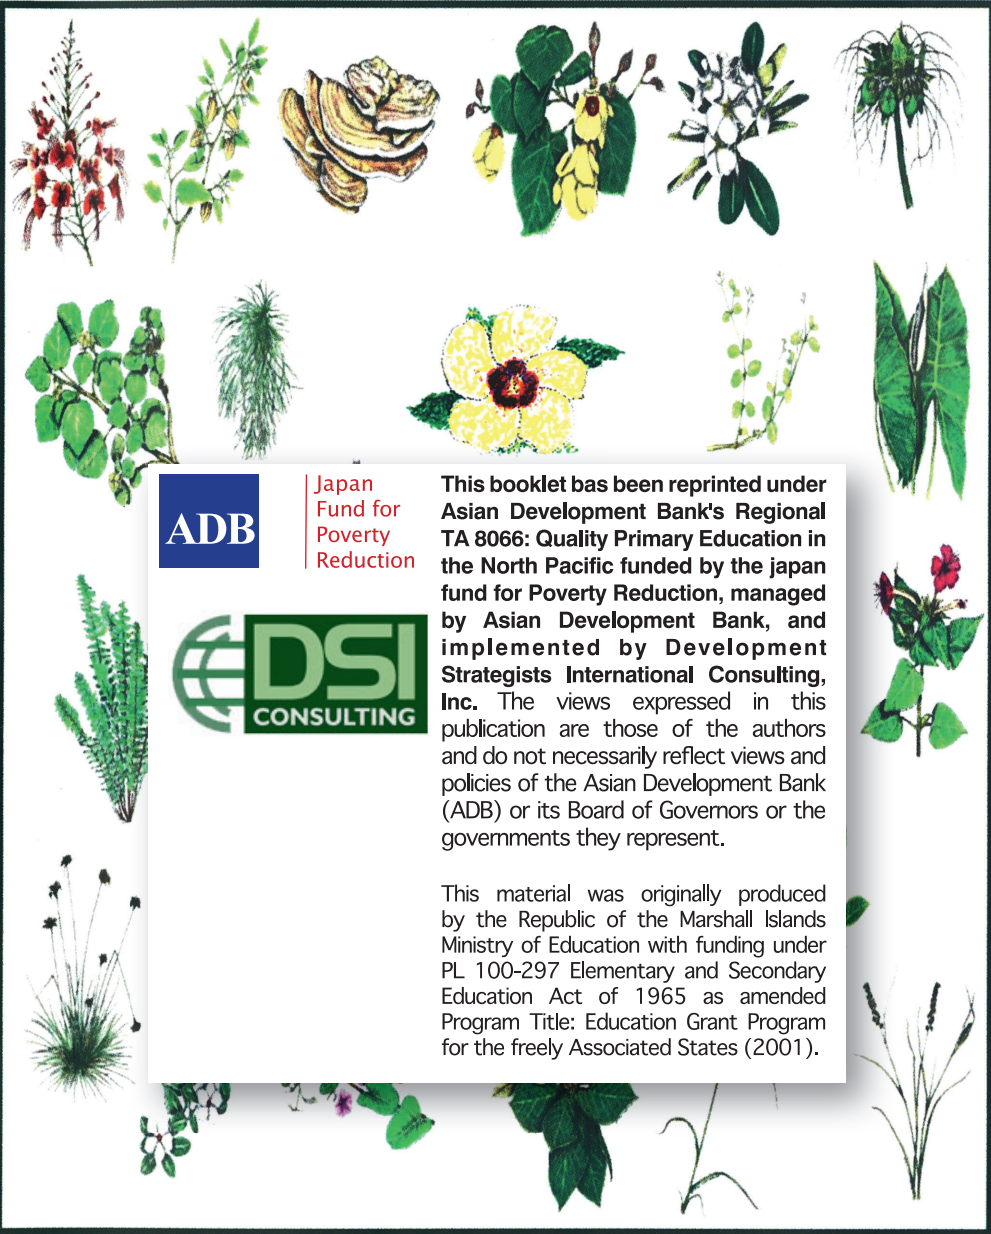 ADB
Japan
Fund for
Poverty
Reduction
DSI
CONSULTING
This booklet bas been reprinted under
Asian Development Bank's Regional
TA 8066: Quality Primary Education in
the North Pacific funded by the japan
fund for Poverty Reduction, managed
by Asian Development Bank, and
implemented by Development
Strategists International Consulting,
Inc. The views expressed in this
publication are those of the authors
and do not necessarily reflect views and
policies of the Asian Development Bank
(ADB) or its Board of Governors or the
governments they represent.
This material was originally produced
by the Republic of the Marshall Islands
Ministry of Education with funding under
PL 100-297 Elementary and Secondary
Education Act of 1965 as amended
Program Title: Education Grant Program
for the freely Associated States (2001).